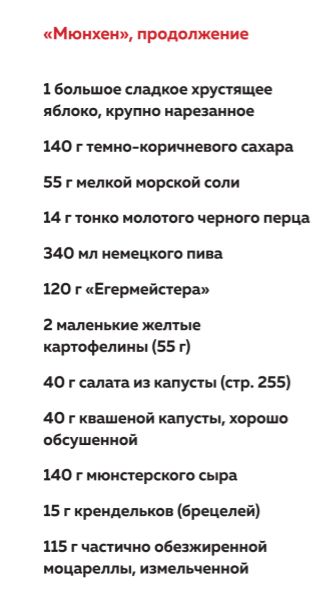 «Мюнхен», продолжение
1 большое сладкое хрустящее
яблоко, крупно нарезанное
140 г темно-коричневого сахара
55 г мелкой морской соли
14 г тонко молотого черного перца
340 мл немецкого пива
120 г «Егермейстера»
2 маленькие желтые
картофелины (55 г)
40 г салата из капусты (стр. 255)
40 г квашеной капусты, хорошо
обсушенной
140 г мюнстерского сыра
15 г крендельков (брецелей)
115 г частично обезжиренной
моцареллы, измельченной